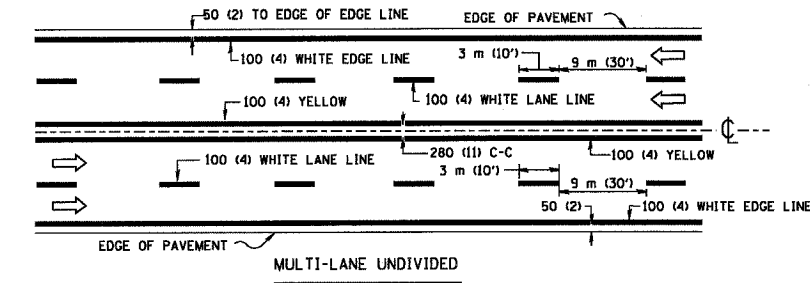 50 (2) TO EDGE OF EDGE LINE
EDGE OF PAVEMENT
100 (4) WHITE EDGE LINE
3 m (10')
9 m (30')
100 (4) YELLOW
100 (4) WHITE LANE LINE
℄
100 (4) WHITE LANE LINE
280 (11) C-C
100 (4) YELLOW
3 m (10')
9 m (30')
50 (2)
100 (4) WHITE EDGE LINE
EDGE OF PAVEMENT
MULTI-LANE UNDIVIDED